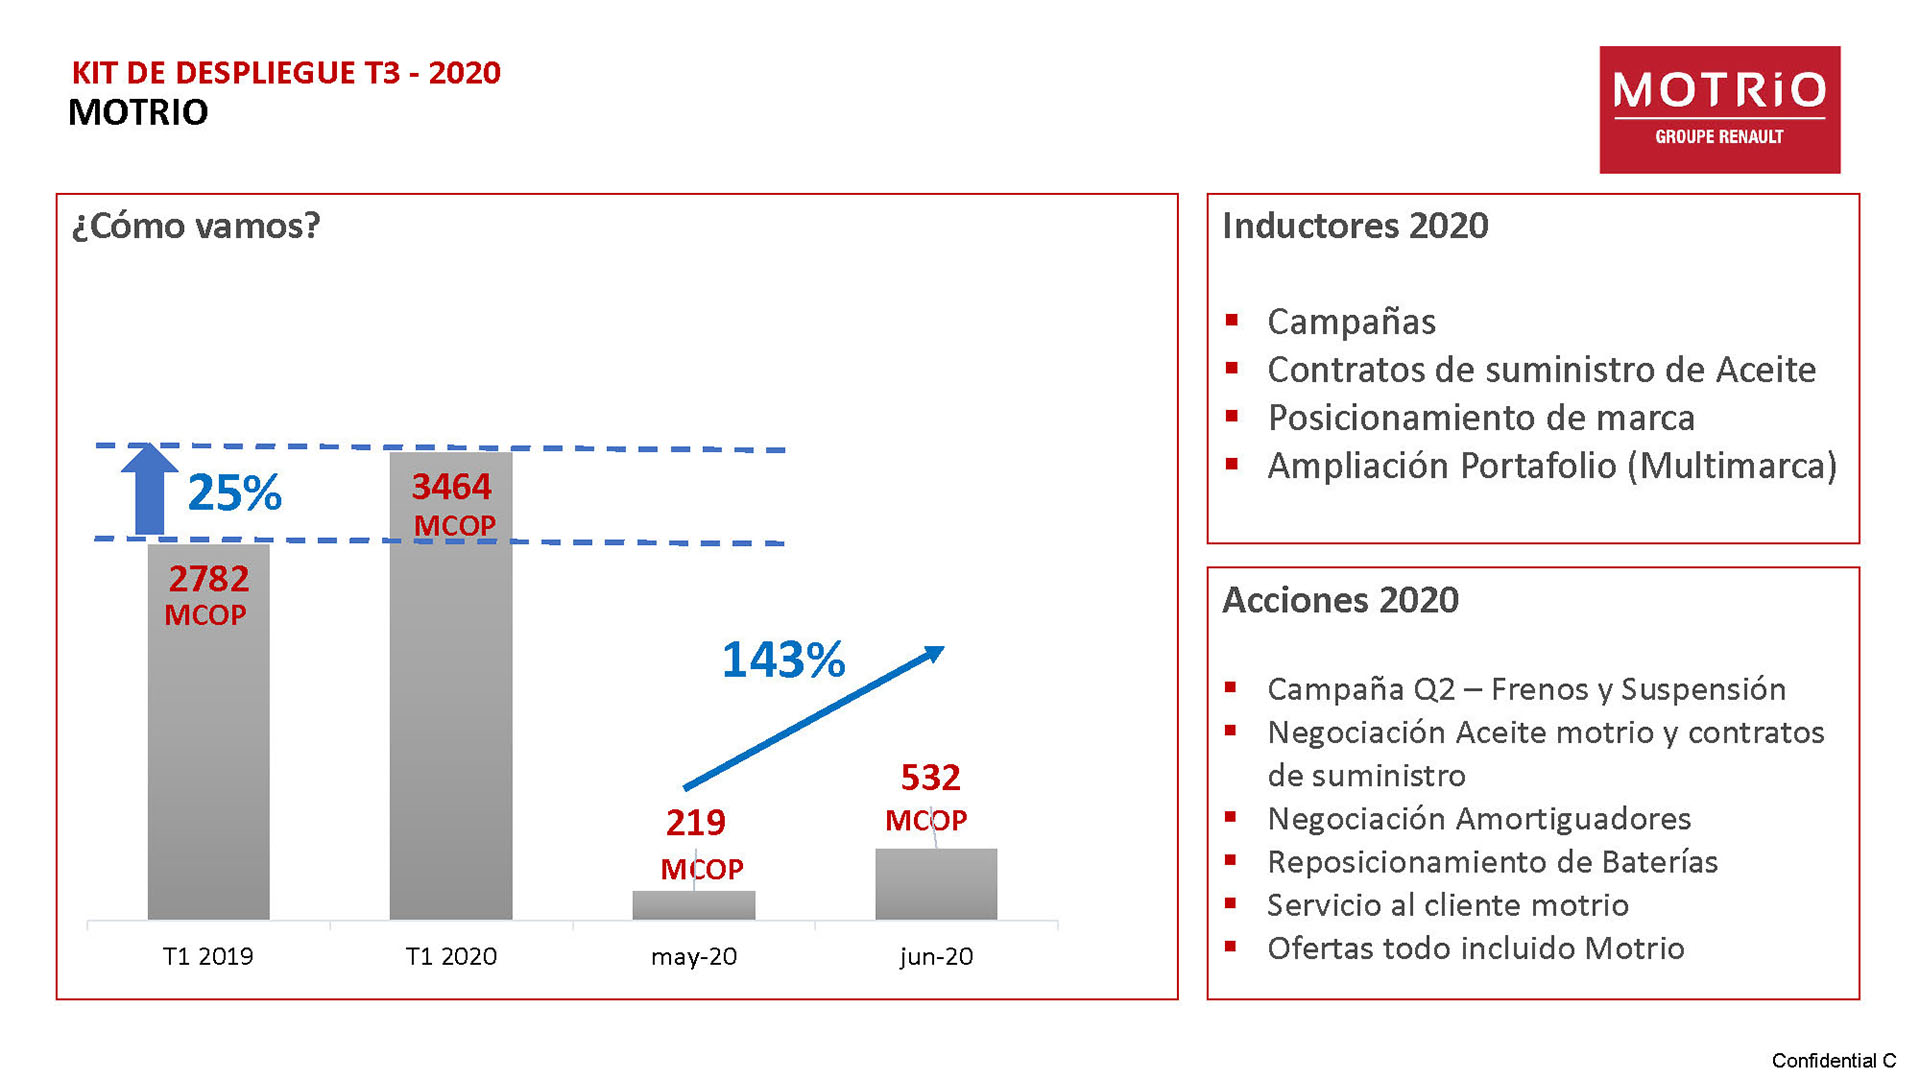 KIT DE DESPLIEGUE T3 - 2020
MOTRIO
MOTRiO
GROUPE RENAULT
¿Cómo vamos?
25%
3464
MCOP
2782
MCOP
143%
532
MCOP
219
MCOP
T1 2019
T1 2020
may-20
jun-20
Inductores 2020
▪ Campañas
▪ Contratos de suministro de Aceite
▪ Posicionamiento de marca
▪ Ampliación Portafolio (Multimarca)
Acciones 2020
▪ Campaña Q2 – Frenos y Suspensión
▪ Negociación Aceite motrio y contratos
de suministro
▪ Negociación Amortiguadores
▪ Reposicionamiento de Baterías
▪ Servicio al cliente motrio
▪ Ofertas todo incluido Motrio
Confidential C